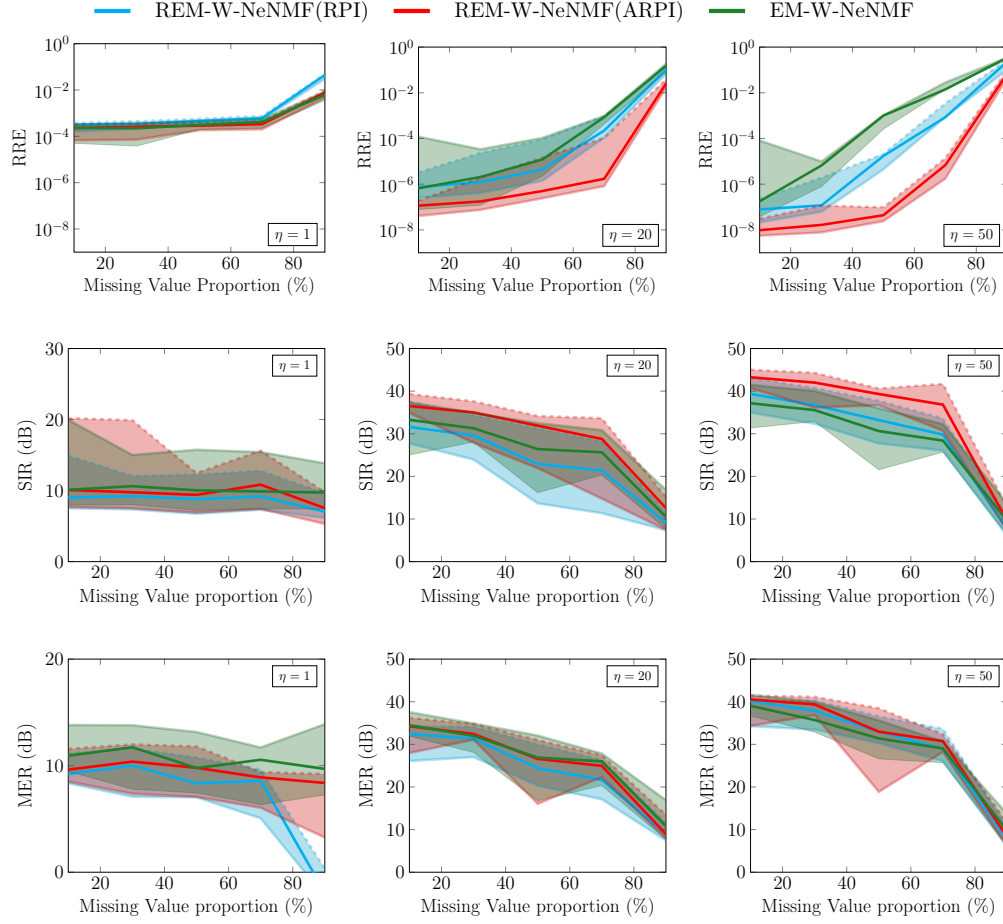 REM-W-NeNMF(RPI) REM-W-NeNMF(ARPI) EM-W-NeNMF
RRE
10^0
10^−2
10^−4
10^−6
10^−8
η = 1
20 40 60 80
Missing Value Proportion (%)
RRE
10^0
10^−2
10^−4
10^−6
10^−8
η = 20
20 40 60 80
Missing Value Proportion (%)
RRE
10^0
10^−2
10^−4
10^−6
10^−8
η = 50
20 40 60 80
Missing Value Proportion (%)
SIR (dB)
30
20
10
0
η = 1
20 40 60 80
Missing Value proportion (%)
SIR (dB)
50
40
30
20
10
0
η = 20
20 40 60 80
Missing Value proportion (%)
SIR (dB)
50
40
30
20
10
0
η = 50
20 40 60 80
Missing Value proportion (%)
MER (dB)
20
10
0
η = 1
20 40 60 80
Missing Value proportion (%)
MER (dB)
50
40
30
20
10
0
η = 20
20 40 60 80
Missing Value proportion (%)
MER (dB)
50
40
30
20
10
0
η = 50
20 40 60 80
Missing Value proportion (%)